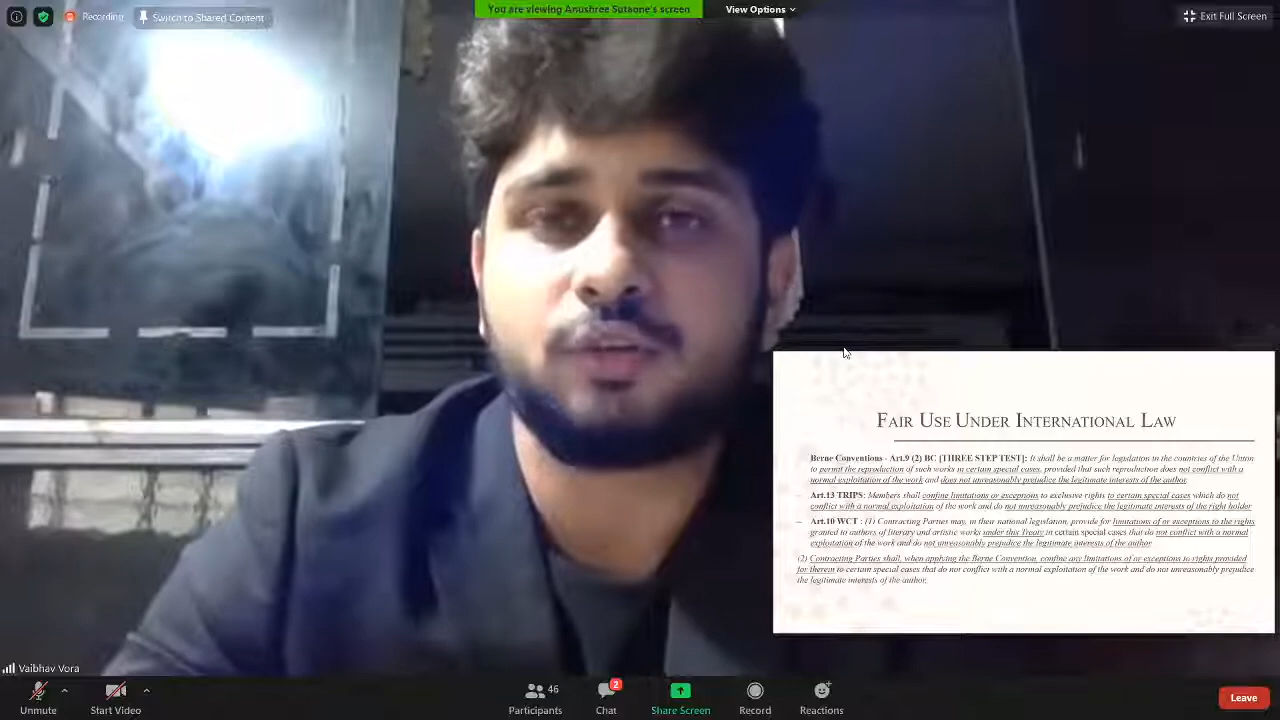 Recording
Switch to Shared Content
You are viewing Anushree Sutaone's screen
View Options
Exit Full Screen
FAIR USE UNDER INTERNATIONAL LAW
Berne Conventions - Art.9 (2) BC [THREE STEP TEST]: It shall be a matter for legislation in the countries of the Union
to permit the reproduction of such works in certain special cases, provided that such reproduction does not conflict with a
normal exploitation of the work and does not unreasonably prejudice the legitimate interests of the author.
– Art.13 TRIPS: Members shall confine limitations or exceptions to exclusive rights to certain special cases which do not
conflict with a normal exploitation of the work and do not unreasonably prejudice the legitimate interests of the right holder
– Art.10 WCT : (1) Contracting Parties may, in their national legislation, provide for limitations of or exceptions to the rights
granted to authors of literary and artistic works under this Treaty in certain special cases that do not conflict with a normal
exploitation of the work and do not unreasonably prejudice the legitimate interests of the author.
(2) Contracting Parties shall, when applying the Berne Convention, confine any limitations of or exceptions to rights provided
for therein to certain special cases that do not conflict with a normal exploitation of the work and do not unreasonably prejudice
the legitimate interests of the author.
Vaibhav Vora
Unmute
Start Video
46
Participants
2
Chat
Share Screen
Record
Reactions
Leave